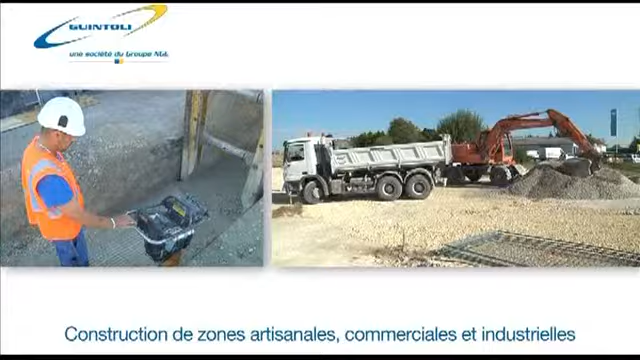 GUINTOLI
une société du Groupe NGE
Construction de zones artisanales, commerciales et industrielles